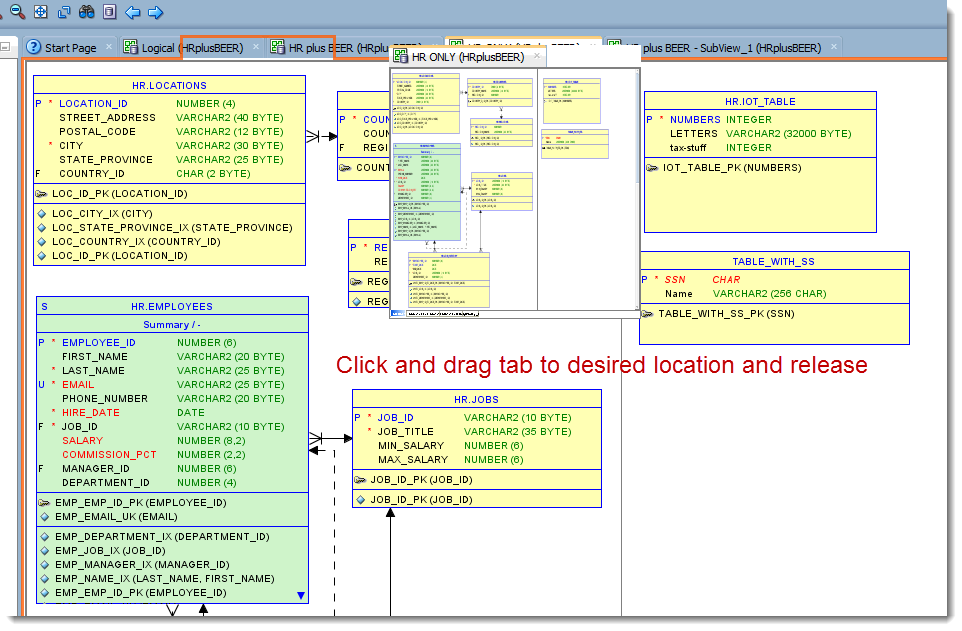 Start Page
Logical (HRplusBEER)
HR plus BEER (HRplu
plus BEER - SubView_1 (HRplusBEER)
HR ONLY (HRplusBEER)
HR.LOCATIONS
P * LOCATION_ID NUMBER (4)
STREET_ADDRESS VARCHAR2 (40 BYTE)
POSTAL_CODE VARCHAR2 (12 BYTE)
* CITY VARCHAR2 (30 BYTE)
STATE_PROVINCE VARCHAR2 (25 BYTE)
F COUNTRY_ID CHAR (2 BYTE)
LOC_ID_PK (LOCATION_ID)
LOC_CITY_IX (CITY)
LOC_STATE_PROVINCE_IX (STATE_PROVINCE)
LOC_COUNTRY_IX (COUNTRY_ID)
LOC_ID_PK (LOCATION_ID)
P * COUN
COUN
F REGI
COUNT
P * RE
RE
REG
REG
HR.IOT_TABLE
P * NUMBERS INTEGER
LETTERS VARCHAR2 (32000 BYTE)
tax-stuff INTEGER
IOT_TABLE_PK (NUMBERS)
TABLE_WITH_SS
P * SSN CHAR
Name VARCHAR2 (256 CHAR)
TABLE_WITH_SS_PK (SSN)
Click and drag tab to desired location and release
S HR.EMPLOYEES
Summary / -
P * EMPLOYEE_ID NUMBER (6)
FIRST_NAME VARCHAR2 (20 BYTE)
* LAST_NAME VARCHAR2 (25 BYTE)
U * EMAIL VARCHAR2 (25 BYTE)
PHONE_NUMBER VARCHAR2 (20 BYTE)
* HIRE_DATE DATE
F * JOB_ID VARCHAR2 (10 BYTE)
SALARY NUMBER (8,2)
COMMISSION_PCT NUMBER (2,2)
F MANAGER_ID NUMBER (6)
DEPARTMENT_ID NUMBER (4)
EMP_EMP_ID_PK (EMPLOYEE_ID)
EMP_EMAIL_UK (EMAIL)
EMP_DEPARTMENT_IX (DEPARTMENT_ID)
EMP_JOB_IX (JOB_ID)
EMP_MANAGER_IX (MANAGER_ID)
EMP_NAME_IX (LAST_NAME, FIRST_NAME)
EMP_EMP_ID_PK (EMPLOYEE_ID)
HR.JOBS
P * JOB_ID VARCHAR2 (10 BYTE)
* JOB_TITLE VARCHAR2 (35 BYTE)
MIN_SALARY NUMBER (6)
MAX_SALARY NUMBER (6)
JOB_ID_PK (JOB_ID)
JOB_ID_PK (JOB_ID)